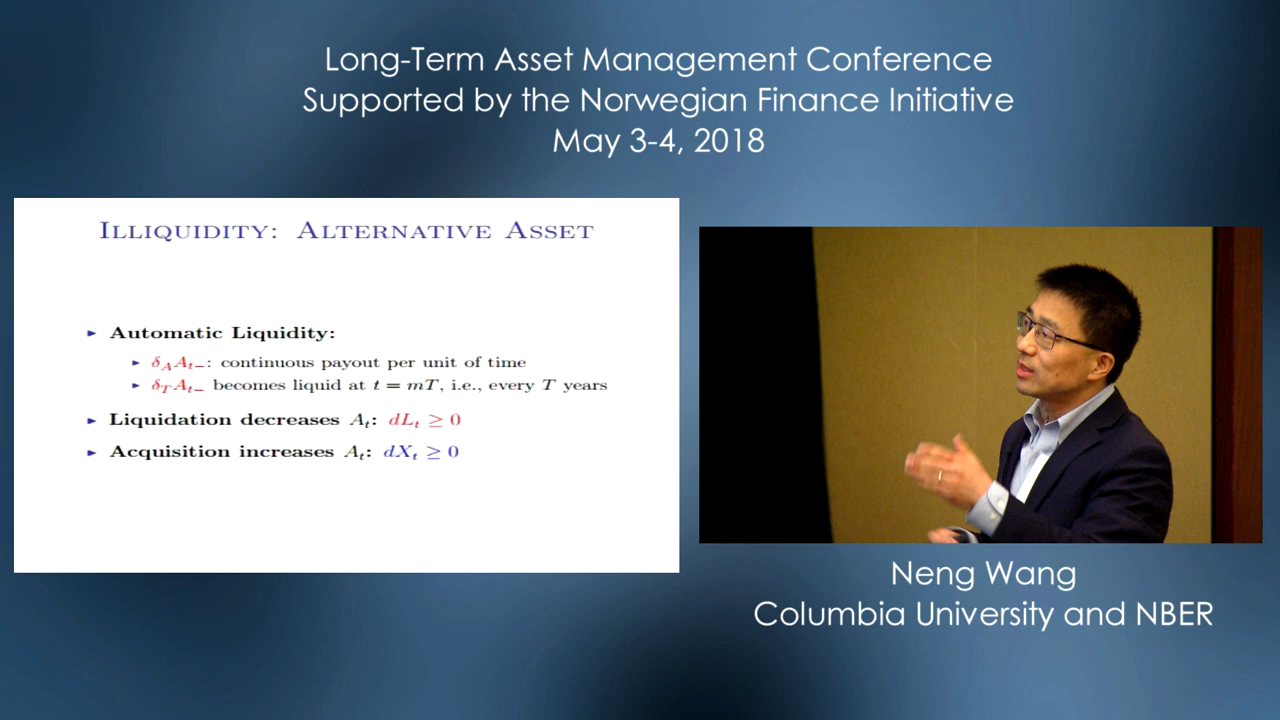 Long-Term Asset Management Conference
Supported by the Norwegian Finance Initiative
May 3-4, 2018
ILLIQUIDITY: ALTERNATIVE ASSET
▸ Automatic Liquidity:
▸ δ_A A_{t−}: continuous payout per unit of time
▸ δ_T A_{t−} becomes liquid at t = mT, i.e., every T years
▸ Liquidation decreases A_t: dL_t ≥ 0
▸ Acquisition increases A_t: dX_t ≥ 0
Neng Wang
Columbia University and NBER